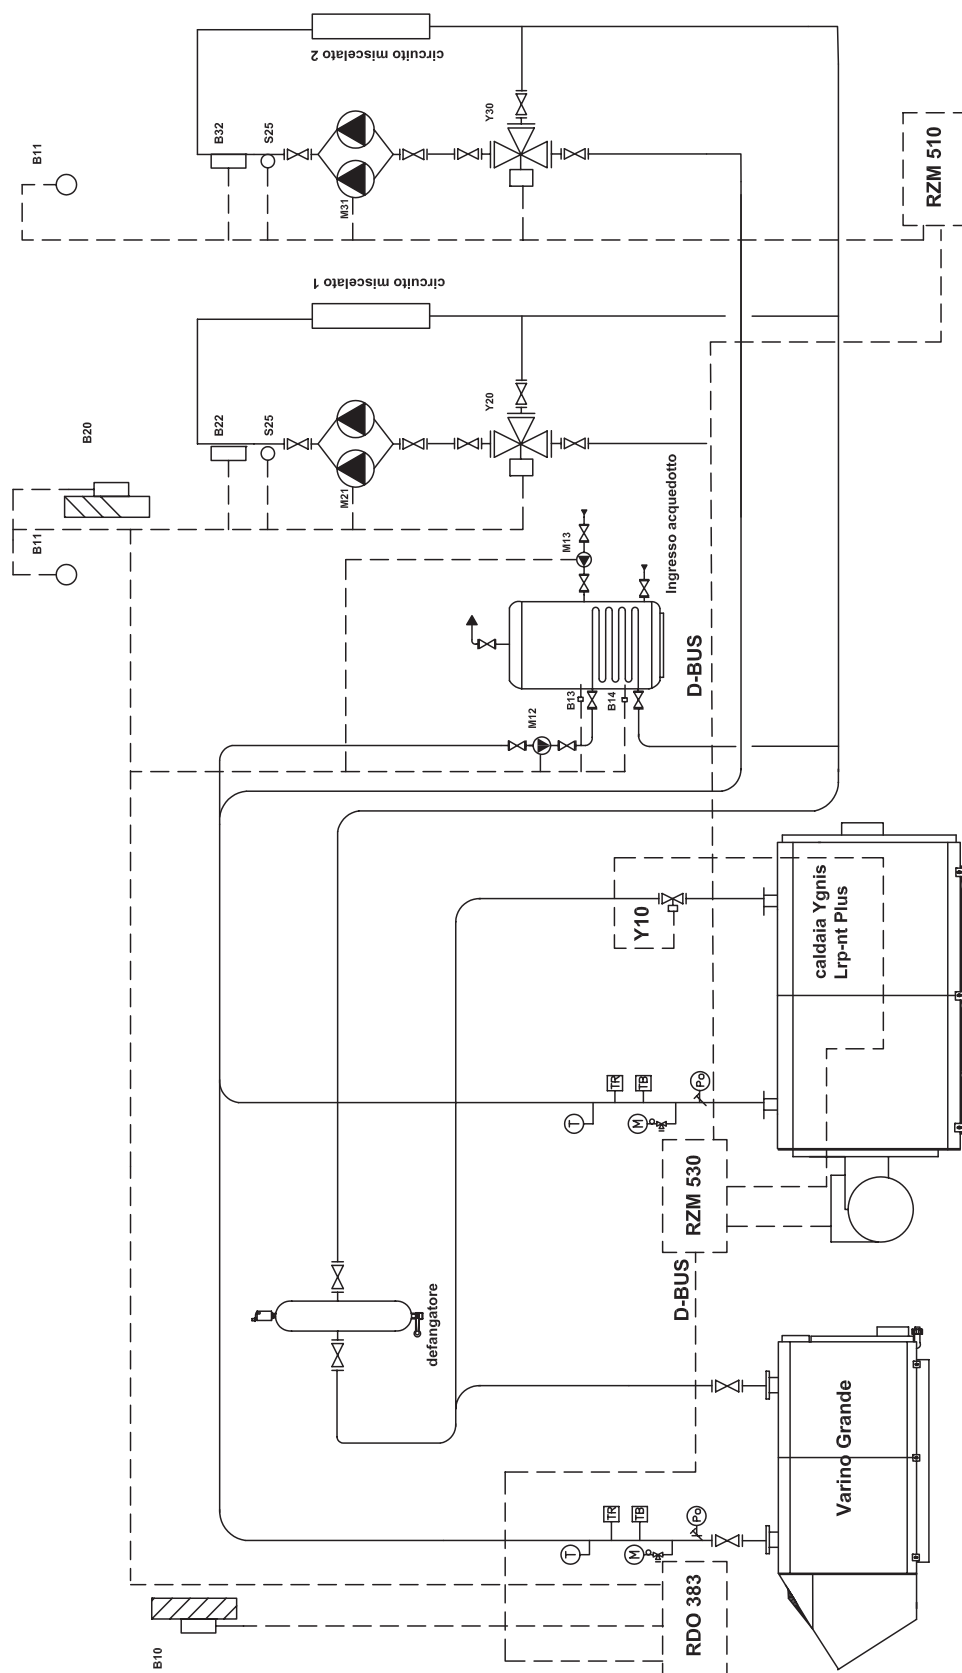 B11
B32
S25
M31
circuito miscelato 2
Y30
RZM 510
B20
B11
B22
S25
M21
circuito miscelato 1
Y20
M13
Ingresso acquedotto
D-BUS
M12
B13
B14
Y10
caldaia Ygnis
Lrp-nt Plus
T
TR
TB
M
Po
RZM 530
D-BUS
defangatore
Varino Grande
T
TR
TB
M
Po
RDO 383
B10